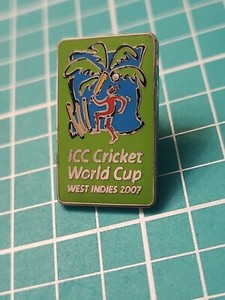 ICC Cricket
World Cup
WEST INDIES 2007